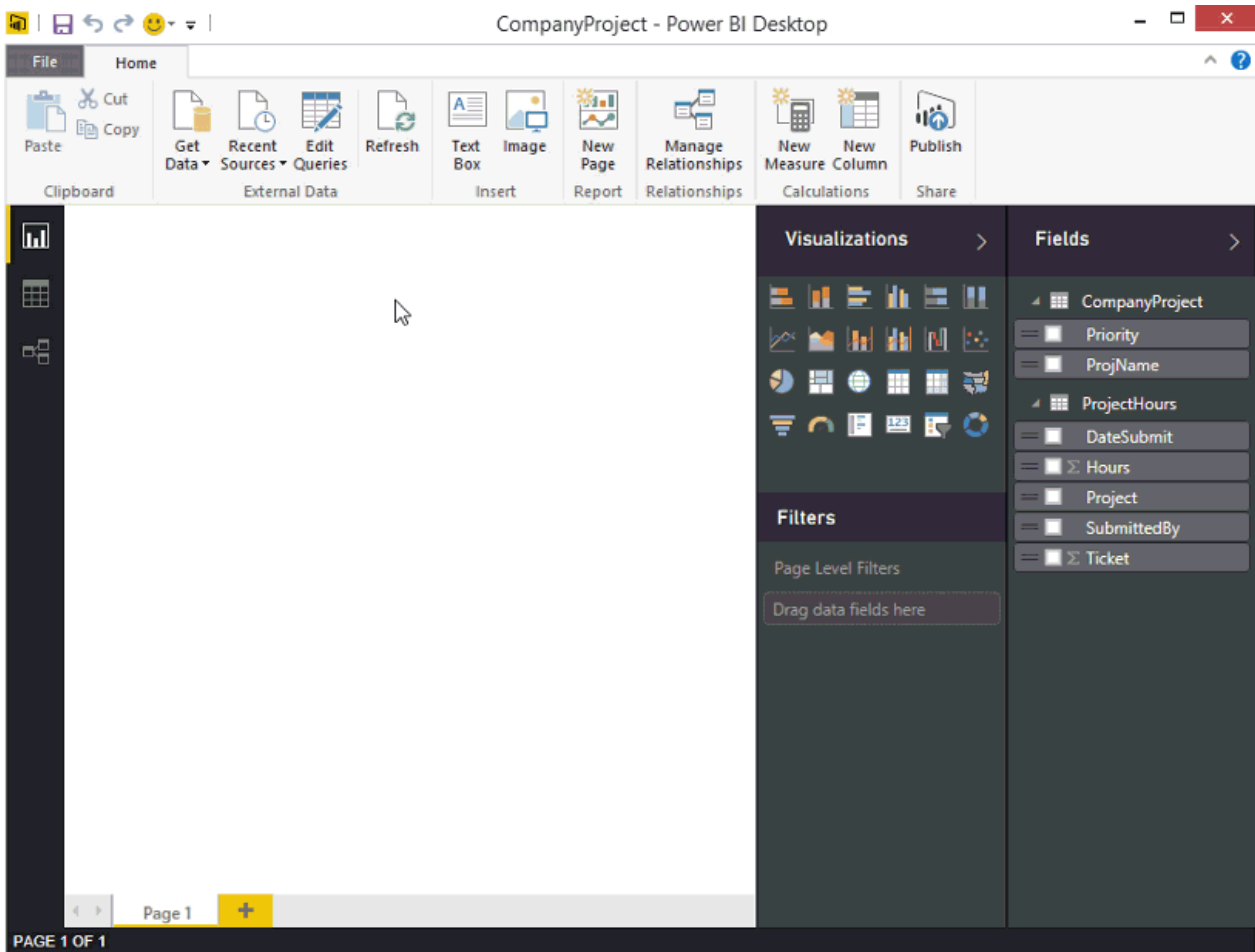 CompanyProject - Power BI Desktop
File Home
Paste
Cut
Copy
Get Data
Recent Sources
Edit Queries
Refresh
Text Box
Image
New Page
Manage Relationships
New Measure
New Column
Publish
Clipboard External Data Insert Report Relationships Calculations Share
Visualizations
123
Filters
Page Level Filters
Drag data fields here
Fields
CompanyProject
Priority
ProjName
ProjectHours
DateSubmit
Σ Hours
Project
SubmittedBy
Σ Ticket
Page 1
PAGE 1 OF 1